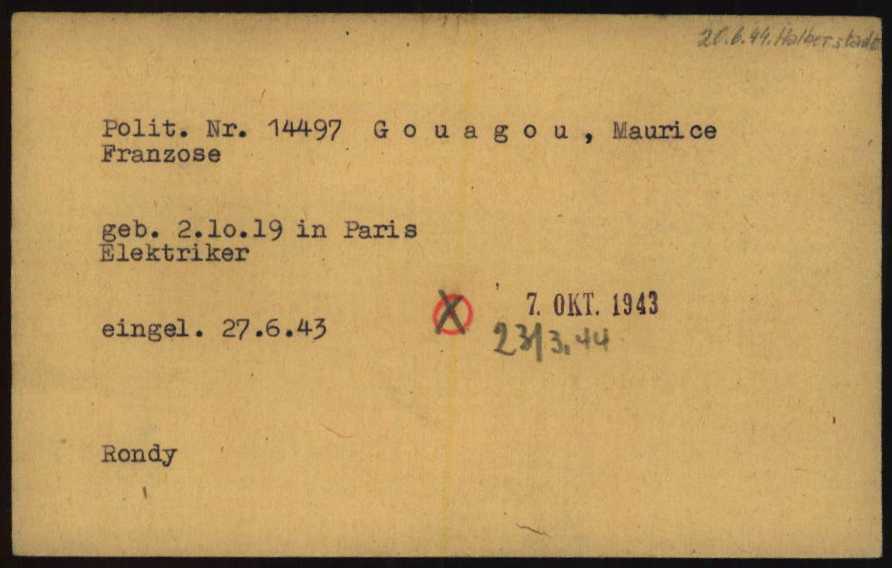 20.6.44. Halberstadt
Polit. Nr. 14497 G o u a g o u , Maurice
Franzose
geb. 2.lo.19 in Paris
Elektriker
7. OKT. 1943
eingel. 27.6.43 X
23/3.44
Rondy